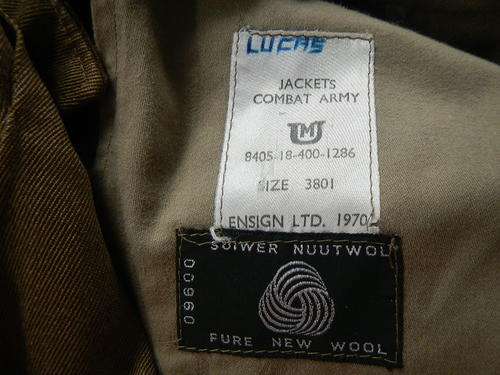 LUCAS
JACKETS
COMBAT ARMY
UM
8405-18-400-1286
SIZE 3801
ENSIGN LTD. 1970
SUIWER NUUTWOL
09600
PURE NEW WOOL